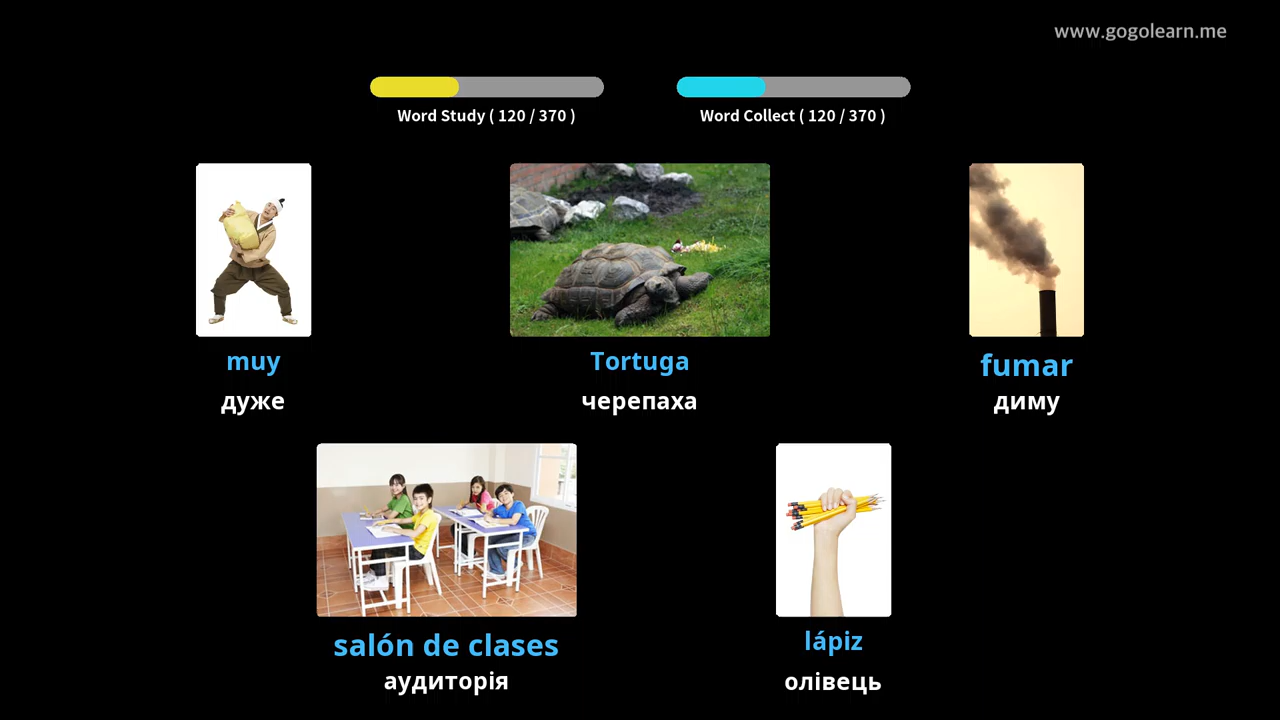 www.gogolearn.me
Word Study ( 120 / 370 )
Word Collect ( 120 / 370 )
muy
дуже
Tortuga
черепаха
fumar
диму
salón de clases
аудиторія
lápiz
олівець